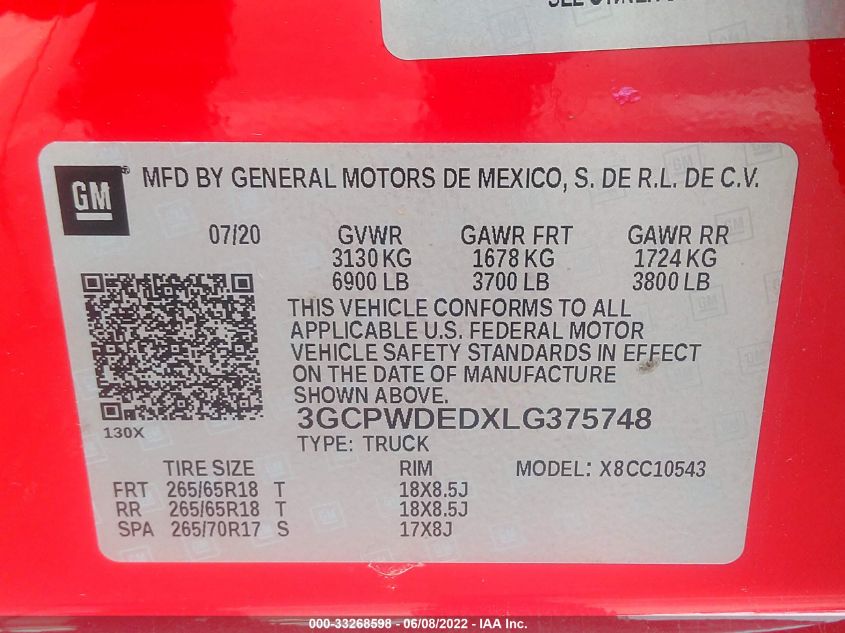 GM
MFD BY GENERAL MOTORS DE MEXICO, S. DE R.L. DE C.V.
07/20 GVWR GAWR FRT GAWR RR
3130 KG 1678 KG 1724 KG
6900 LB 3700 LB 3800 LB
THIS VEHICLE CONFORMS TO ALL
APPLICABLE U.S. FEDERAL MOTOR
VEHICLE SAFETY STANDARDS IN EFFECT
ON THE DATE OF MANUFACTURE
SHOWN ABOVE.
3GCPWDEDXLG375748
130X
TYPE: TRUCK
TIRE SIZE RIM MODEL: X8CC10543
FRT 265/65R18 T 18X8.5J
RR 265/65R18 T 18X8.5J
SPA 265/70R17 S 17X8J
000-33268598 - 06/08/2022 - IAA Inc.